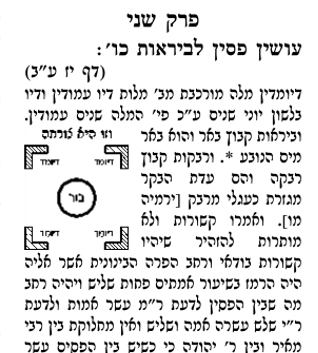 פרק שני
עושין פסין לביראות כו':
(דף יז ע"ב)
דיומדין מלה מורכבת מב' מלות דיו עמודין ודיו
בלשון יוני שנים ע"כ פי' המלה שנים עמודין.
וביראות קבוץ באר והוא באר
מים הנובע *. ורבקות קבוץ
רבקה והם עדת הבקר
מגזרת כעגלי מרבק [ירמיה
מו]. ואמרו קשורות ולא
מותרות להזהיר שיהיו
וזו היא צורתה
דיומד
דיומד
בור
דיומד
דיומד
קשורות בודאי ורחב הפרה הבינונית אשר אליה
היה הרמז בשיעור אמתים פחות שליש ויהיה רחב
מה שבין הפסין לדעת ר"מ עשר אמות ולדעת
ר"י שלש עשרה אמה ושליש ואין מחלוקת בין רבי
מאיר ובין ר' יהודה כי כשיש בין הפסין עשר